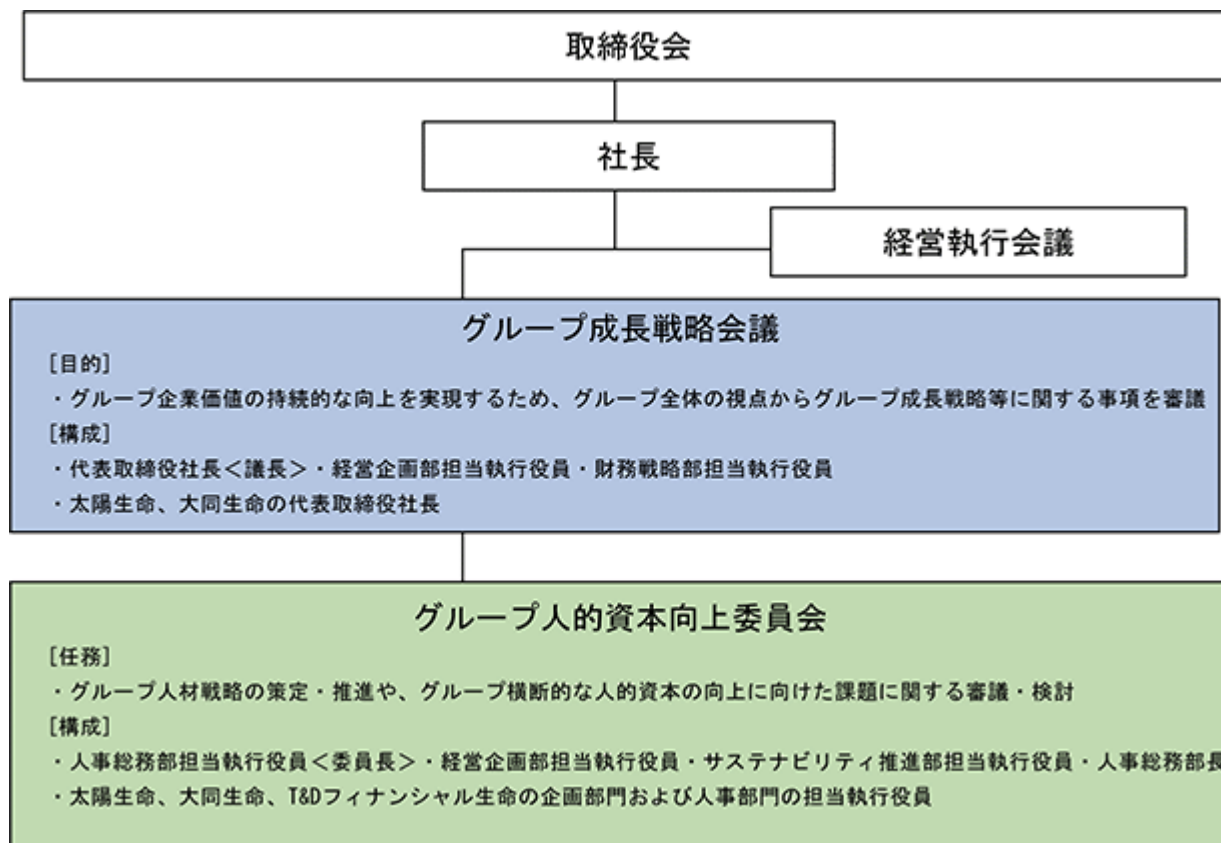 取締役会
社長
経営執行会議
グループ成長戦略会議
[目的]
・グループ企業価値の持続的な向上を実現するため、グループ全体の視点からグループ成長戦略等に関する事項を審議
[構成]
・代表取締役社長＜議長＞・経営企画部担当執行役員・財務戦略部担当執行役員
・太陽生命、大同生命の代表取締役社長
グループ人的資本向上委員会
[任務]
・グループ人材戦略の策定・推進や、グループ横断的な人的資本の向上に向けた課題に関する審議・検討
[構成]
・人事総務部担当執行役員＜委員長＞・経営企画部担当執行役員・サステナビリティ推進部担当執行役員・人事総務部長
・太陽生命、大同生命、T&Dフィナンシャル生命の企画部門および人事部門の担当執行役員